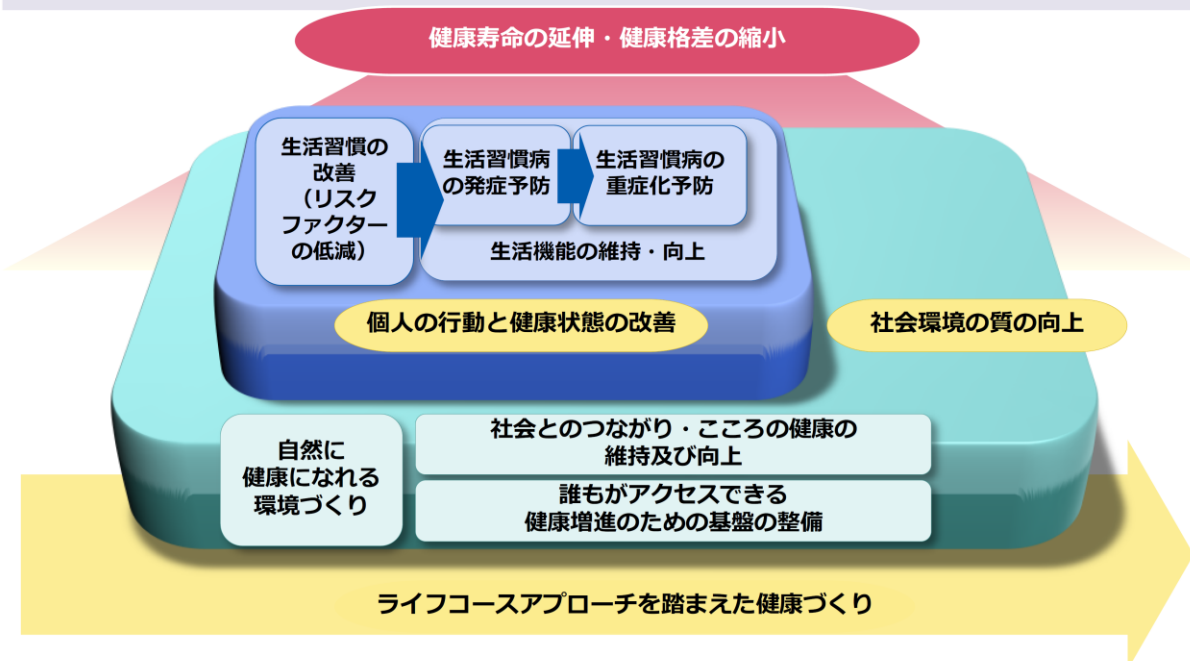 健康寿命の延伸・健康格差の縮小
生活習慣の
改善
(リスク
ファクター
の低減)
生活習慣病
の発症予防
生活習慣病の
重症化予防
生活機能の維持・向上
個人の行動と健康状態の改善
社会環境の質の向上
自然に
健康になれる
環境づくり
社会とのつながり・こころの健康の
維持及び向上
誰もがアクセスできる
健康増進のための基盤の整備
ライフコースアプローチを踏まえた健康づくり